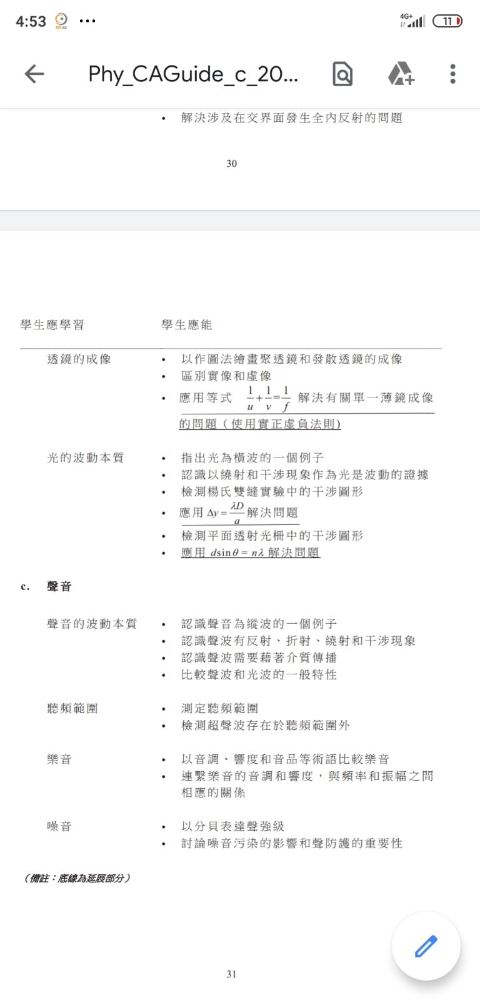 4:53 on.cc ... 4G+ 11
Phy_CAGuide_c_20...
• 解決涉及在交界面發生全內反射的問題
30
學生應學習 學生應能
透鏡的成像 • 以作圖法繪畫聚透鏡和發散透鏡的成像
• 區別實像和虛像
• 應用等式 1/u + 1/v = 1/f 解決有關單一薄鏡成像
的問題（使用實正虛負法則)
光的波動本質 • 指出光為橫波的一個例子
• 認識以繞射和干涉現象作為光是波動的證據
• 檢測楊氏雙縫實驗中的干涉圖形
• 應用 Δy = λD/a 解決問題
• 檢測平面透射光柵中的干涉圖形
• 應用 d sin θ = nλ 解決問題
c. 聲音
聲音的波動本質 • 認識聲音為縱波的一個例子
• 認識聲波有反射、折射、繞射和干涉現象
• 認識聲波需要藉著介質傳播
• 比較聲波和光波的一般特性
聽頻範圍 • 測定聽頻範圍
• 檢測超聲波存在於聽頻範圍外
樂音 • 以音調、響度和音品等術語比較樂音
• 連繫樂音的音調和響度，與頻率和振幅之間
相應的關係
噪音 • 以分貝表達聲強級
• 討論噪音污染的影響和聲防護的重要性
（備註：底線為延展部分）
31